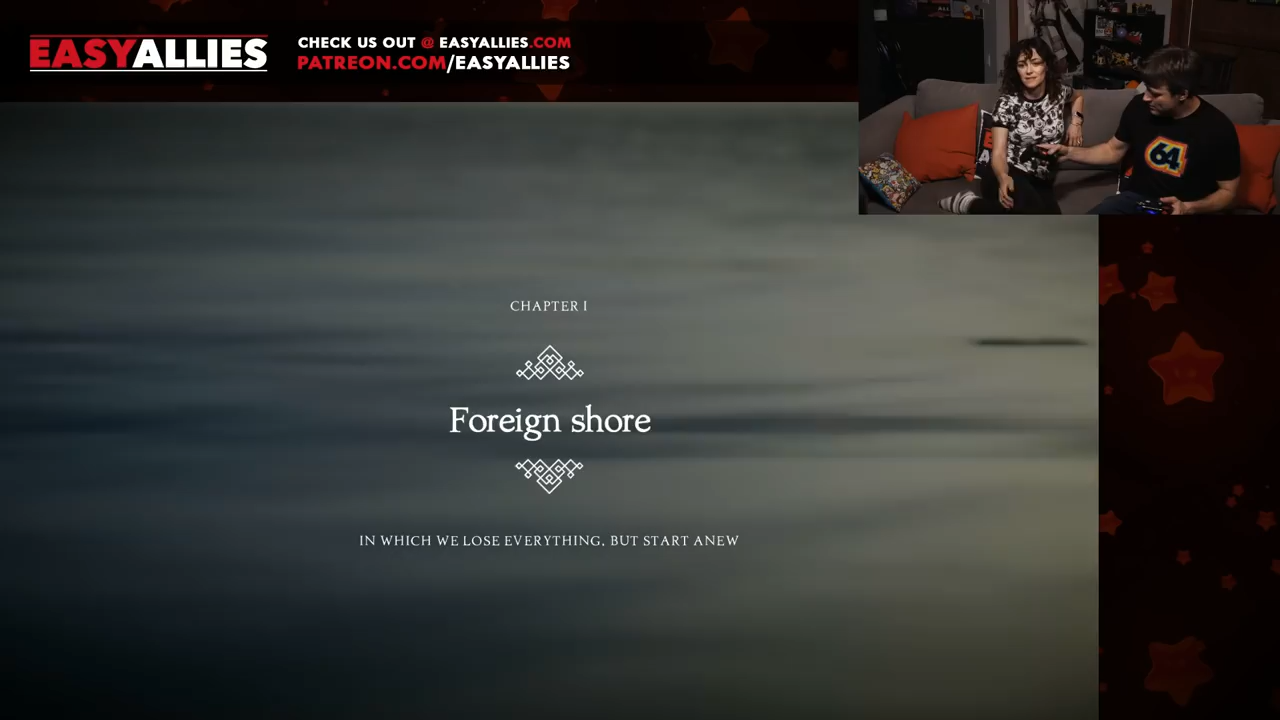 EASYALLIES
CHECK US OUT @ EASYALLIES.COM
PATREON.COM/EASYALLIES
64
CHAPTER I
Foreign shore
IN WHICH WE LOSE EVERYTHING, BUT START ANEW